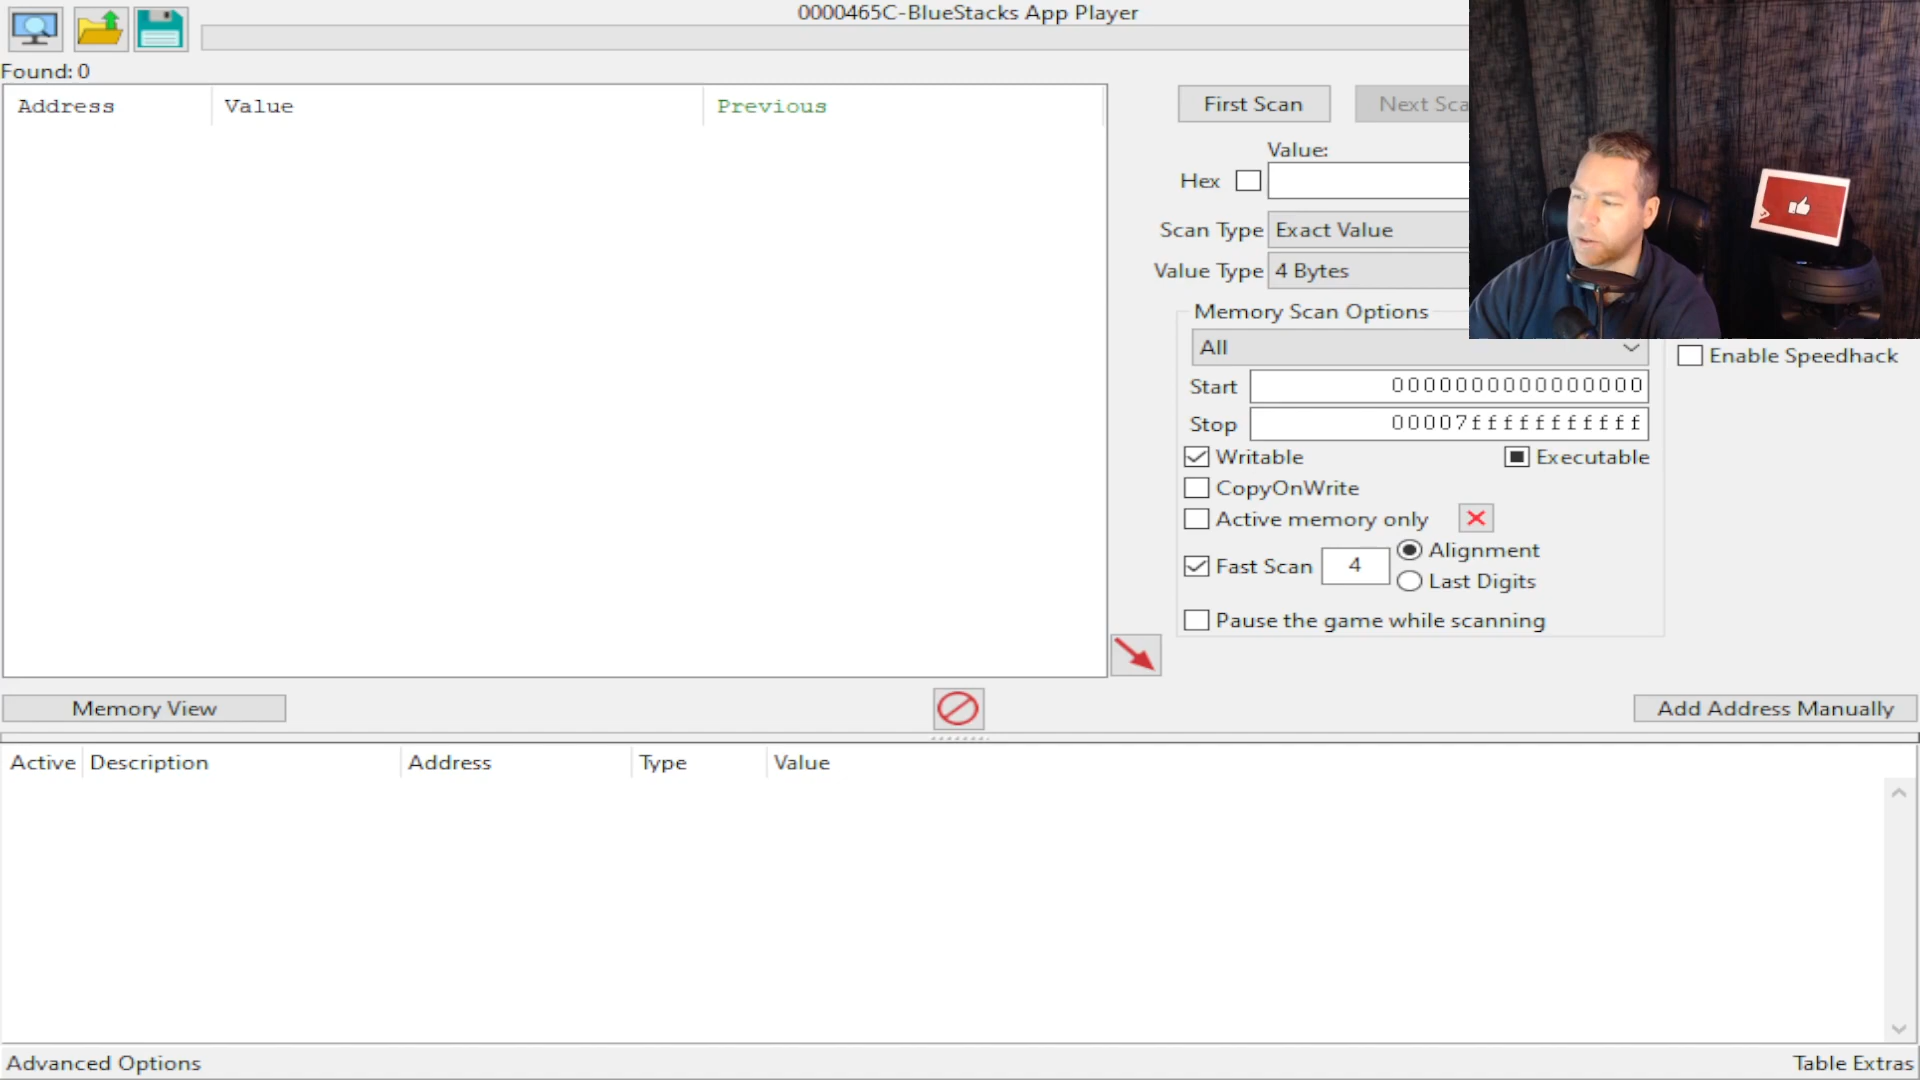 0000465C-BlueStacks App Player
Found: 0
Address Value Previous
First Scan Next Sca
Value:
Hex
Scan Type Exact Value
Value Type 4 Bytes
Memory Scan Options
All
Enable Speedhack
Start 0000000000000000
Stop 00007fffffffffff
Writable Executable
CopyOnWrite
Active memory only
Fast Scan 4 Alignment
Last Digits
Pause the game while scanning
Memory View Add Address Manually
Active Description Address Type Value
Advanced Options Table Extras